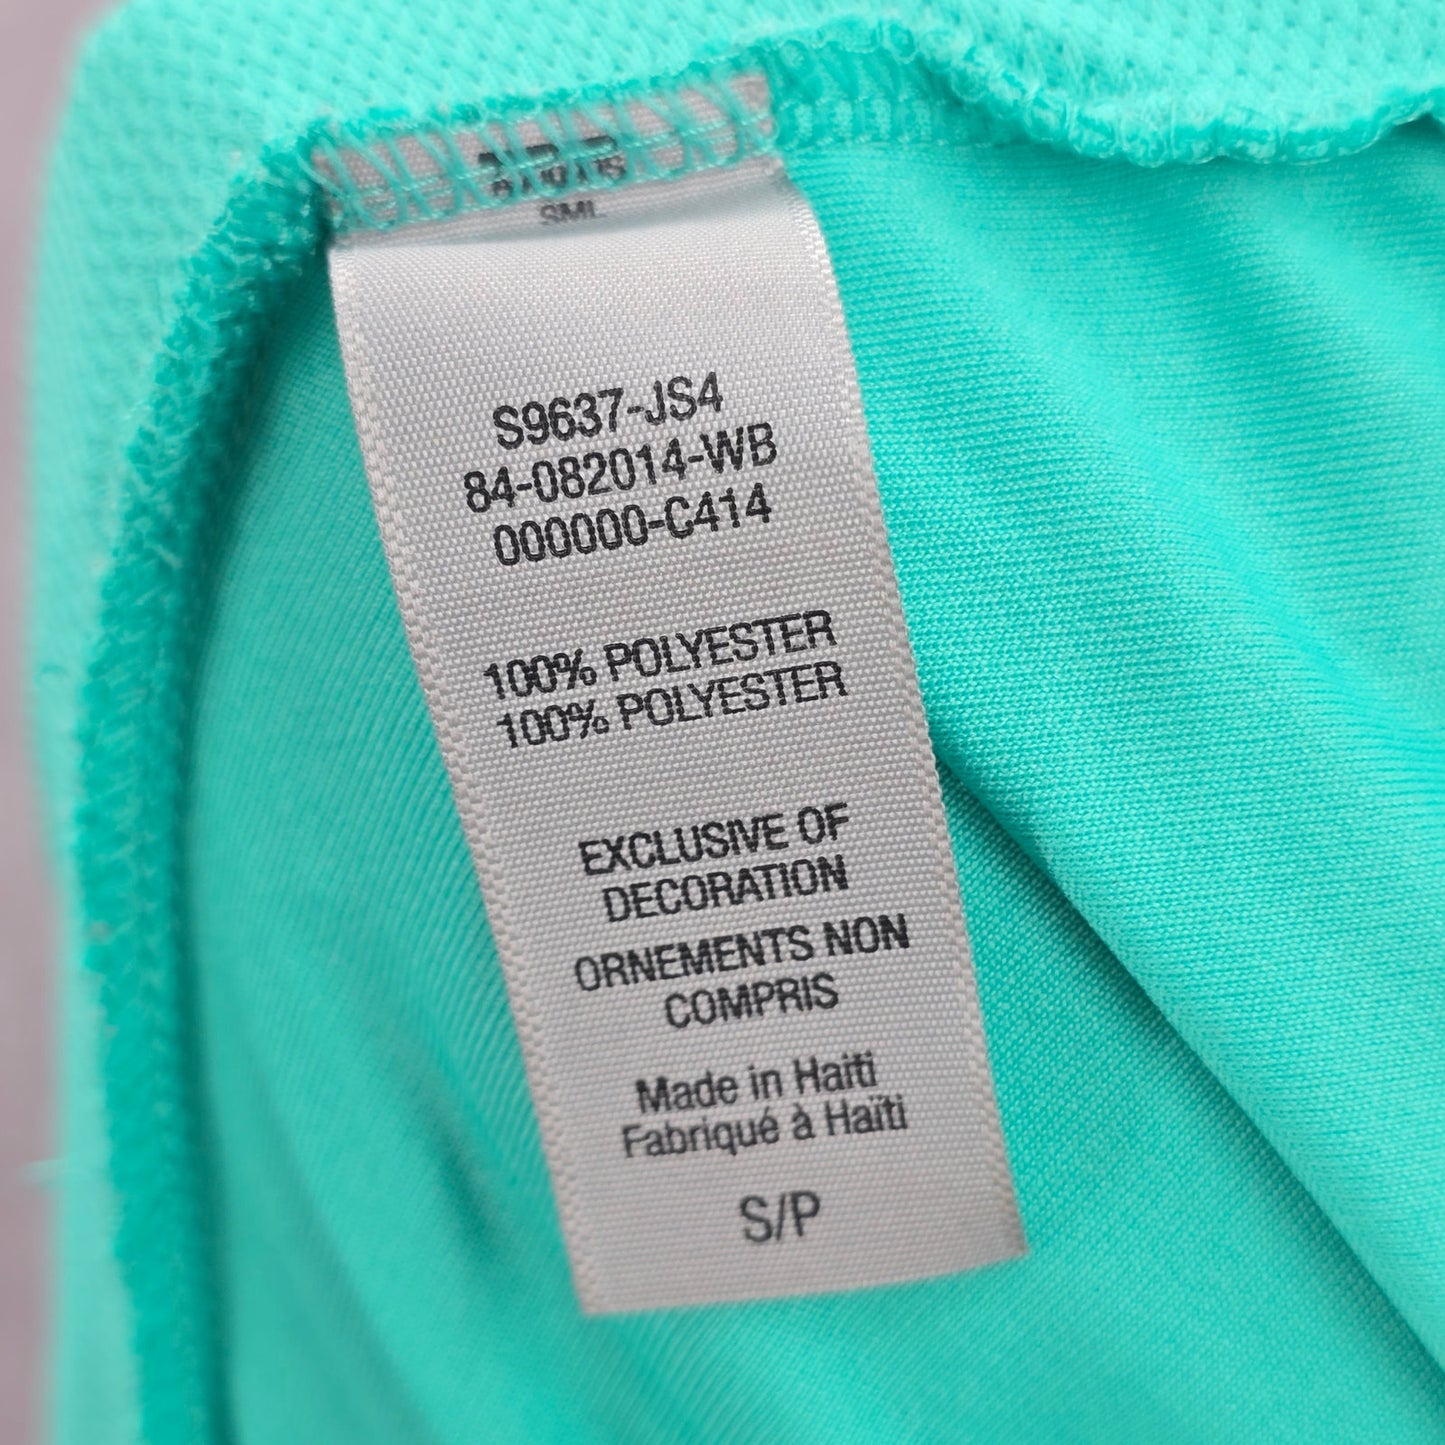 SML
S9637-JS4
84-082014-WB
000000-C414
100% POLYESTER
100% POLYESTER
EXCLUSIVE OF
DECORATION
ORNEMENTS NON
COMPRIS
Made in Haiti
Fabriqué à Haïti
S/P